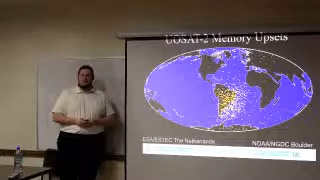 UOSAT-2 Memory Upsets
ESA/ESTEC The Netherlands
NOAA/NGDC Boulder